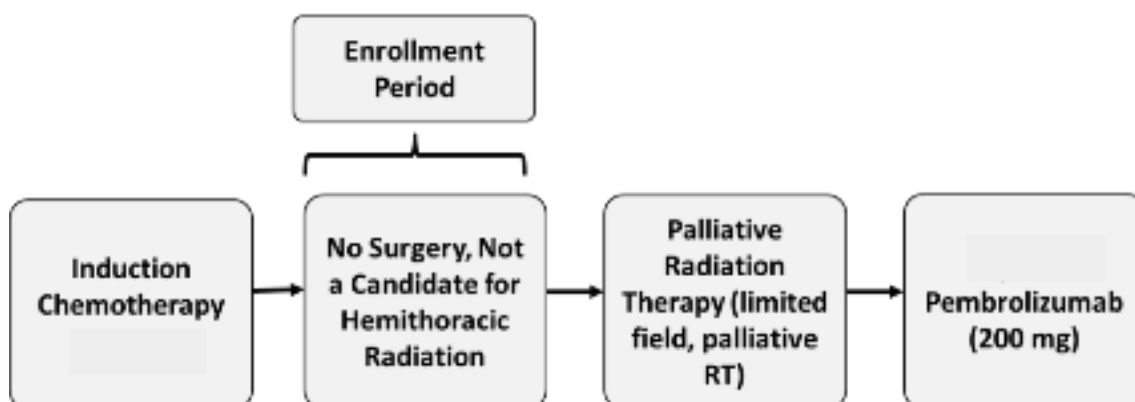 Enrollment
Period
Induction
Chemotherapy
No Surgery, Not
a Candidate for
Hemithoracic
Radiation
Palliative
Radiation
Therapy (limited
field, palliative
RT)
Pembrolizumab
(200 mg)